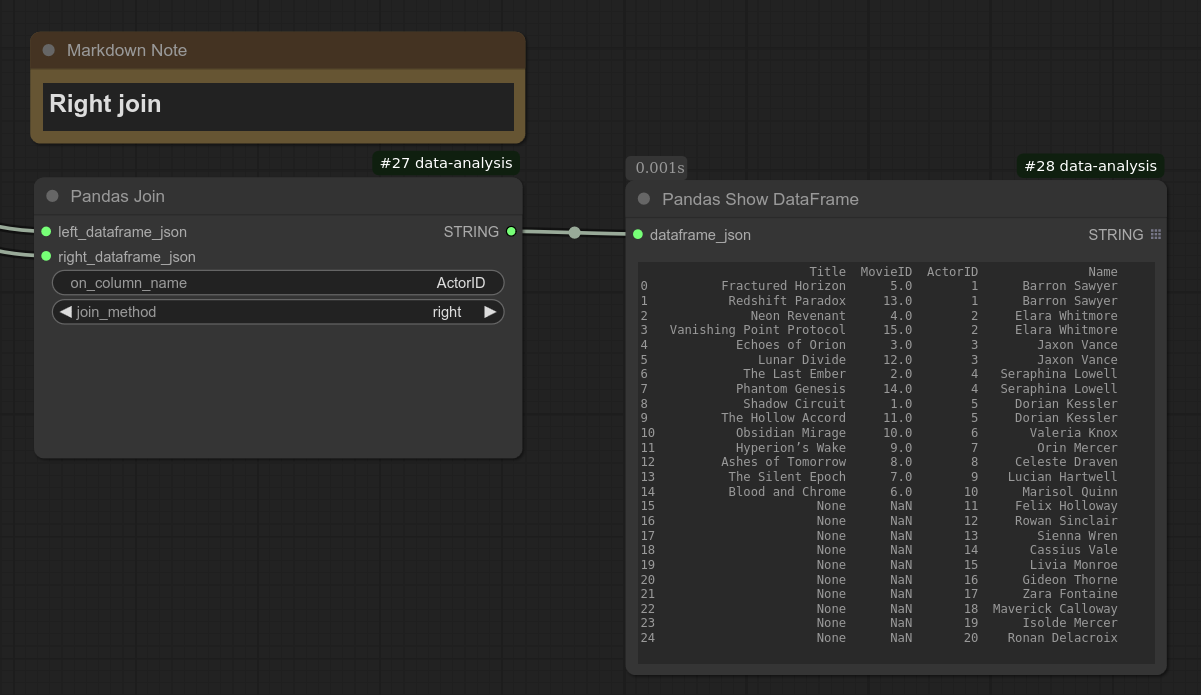 Markdown Note
Right join
#27 data-analysis
Pandas Join
left_dataframe_json STRING
right_dataframe_json
on_column_name ActorID
join_method right
0.001s
#28 data-analysis
Pandas Show DataFrame
dataframe_json STRING
Title MovieID ActorID Name
0 Fractured Horizon 5.0 1 Barron Sawyer
1 Redshift Paradox 13.0 1 Barron Sawyer
2 Neon Revenant 4.0 2 Elara Whitmore
3 Vanishing Point Protocol 15.0 2 Elara Whitmore
4 Echoes of Orion 3.0 3 Jaxon Vance
5 Lunar Divide 12.0 3 Jaxon Vance
6 The Last Ember 2.0 4 Seraphina Lowell
7 Phantom Genesis 14.0 4 Seraphina Lowell
8 Shadow Circuit 1.0 5 Dorian Kessler
9 The Hollow Accord 11.0 5 Dorian Kessler
10 Obsidian Mirage 10.0 6 Valeria Knox
11 Hyperion’s Wake 9.0 7 Orin Mercer
12 Ashes of Tomorrow 8.0 8 Celeste Draven
13 The Silent Epoch 7.0 9 Lucian Hartwell
14 Blood and Chrome 6.0 10 Marisol Quinn
15 None NaN 11 Felix Holloway
16 None NaN 12 Rowan Sinclair
17 None NaN 13 Sienna Wren
18 None NaN 14 Cassius Vale
19 None NaN 15 Livia Monroe
20 None NaN 16 Gideon Thorne
21 None NaN 17 Zara Fontaine
22 None NaN 18 Maverick Calloway
23 None NaN 19 Isolde Mercer
24 None NaN 20 Ronan Delacroix